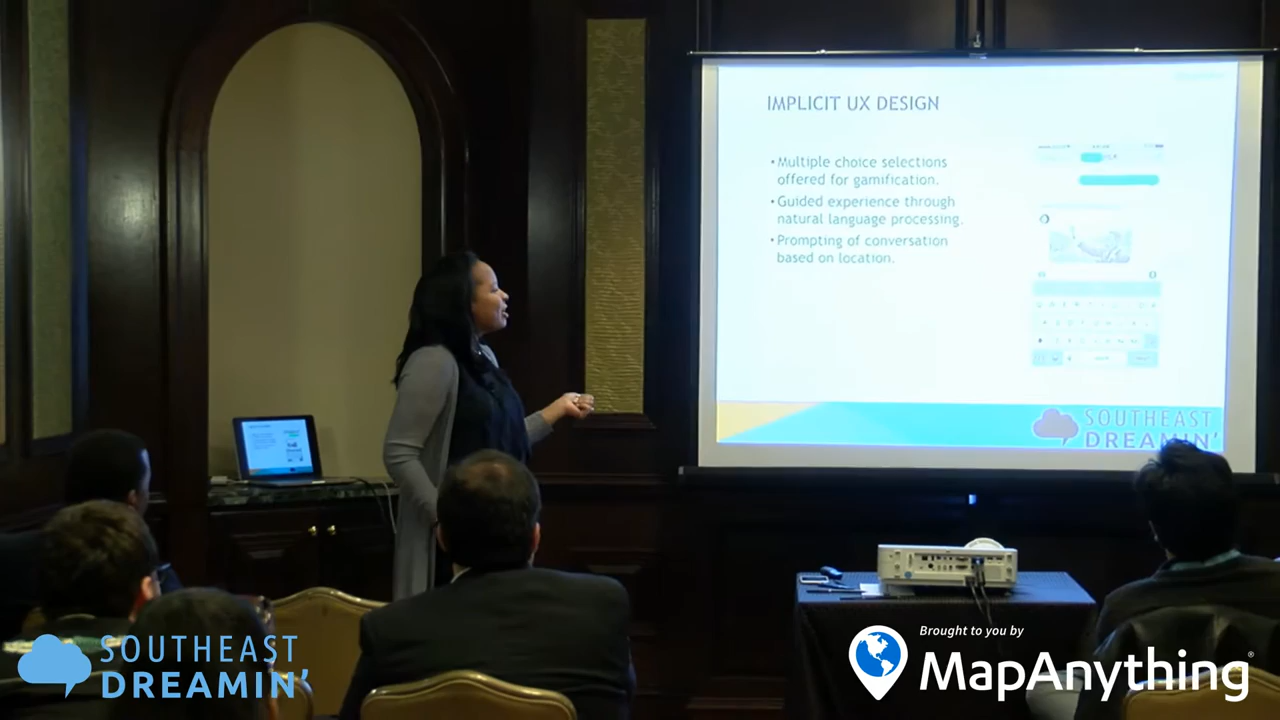 IMPLICIT UX DESIGN
•Multiple choice selections
offered for gamification.
•Guided experience through
natural language processing.
•Prompting of conversation
based on location.
SOUTHEAST
DREAMIN'
SOUTHEAST
DREAMIN'
Brought to you by
MapAnything®